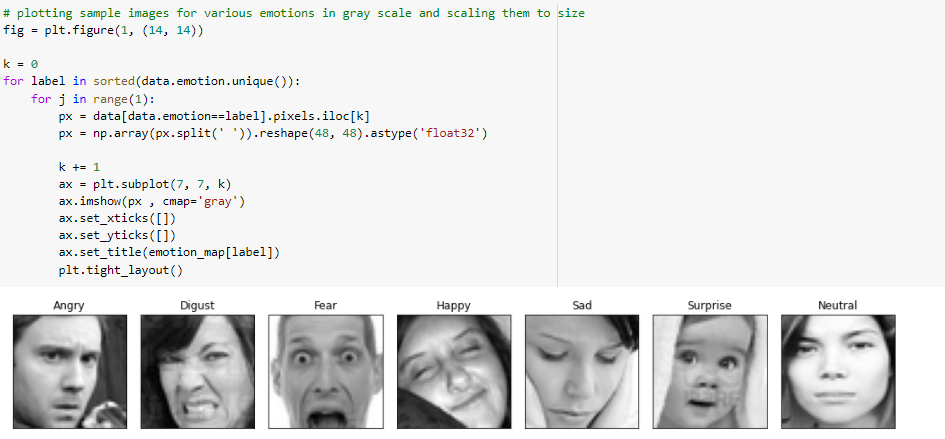 # plotting sample images for various emotions in gray scale and scaling them to size
fig = plt.figure(1, (14, 14))
k = 0
for label in sorted(data.emotion.unique()):
    for j in range(1):
        px = data[data.emotion==label].pixels.iloc[k]
        px = np.array(px.split(' ')).reshape(48, 48).astype('float32')
        k += 1
        ax = plt.subplot(7, 7, k)
        ax.imshow(px , cmap='gray')
        ax.set_xticks([])
        ax.set_yticks([])
        ax.set_title(emotion_map[label])
        plt.tight_layout()
Angry Digust Fear Happy Sad Surprise Neutral